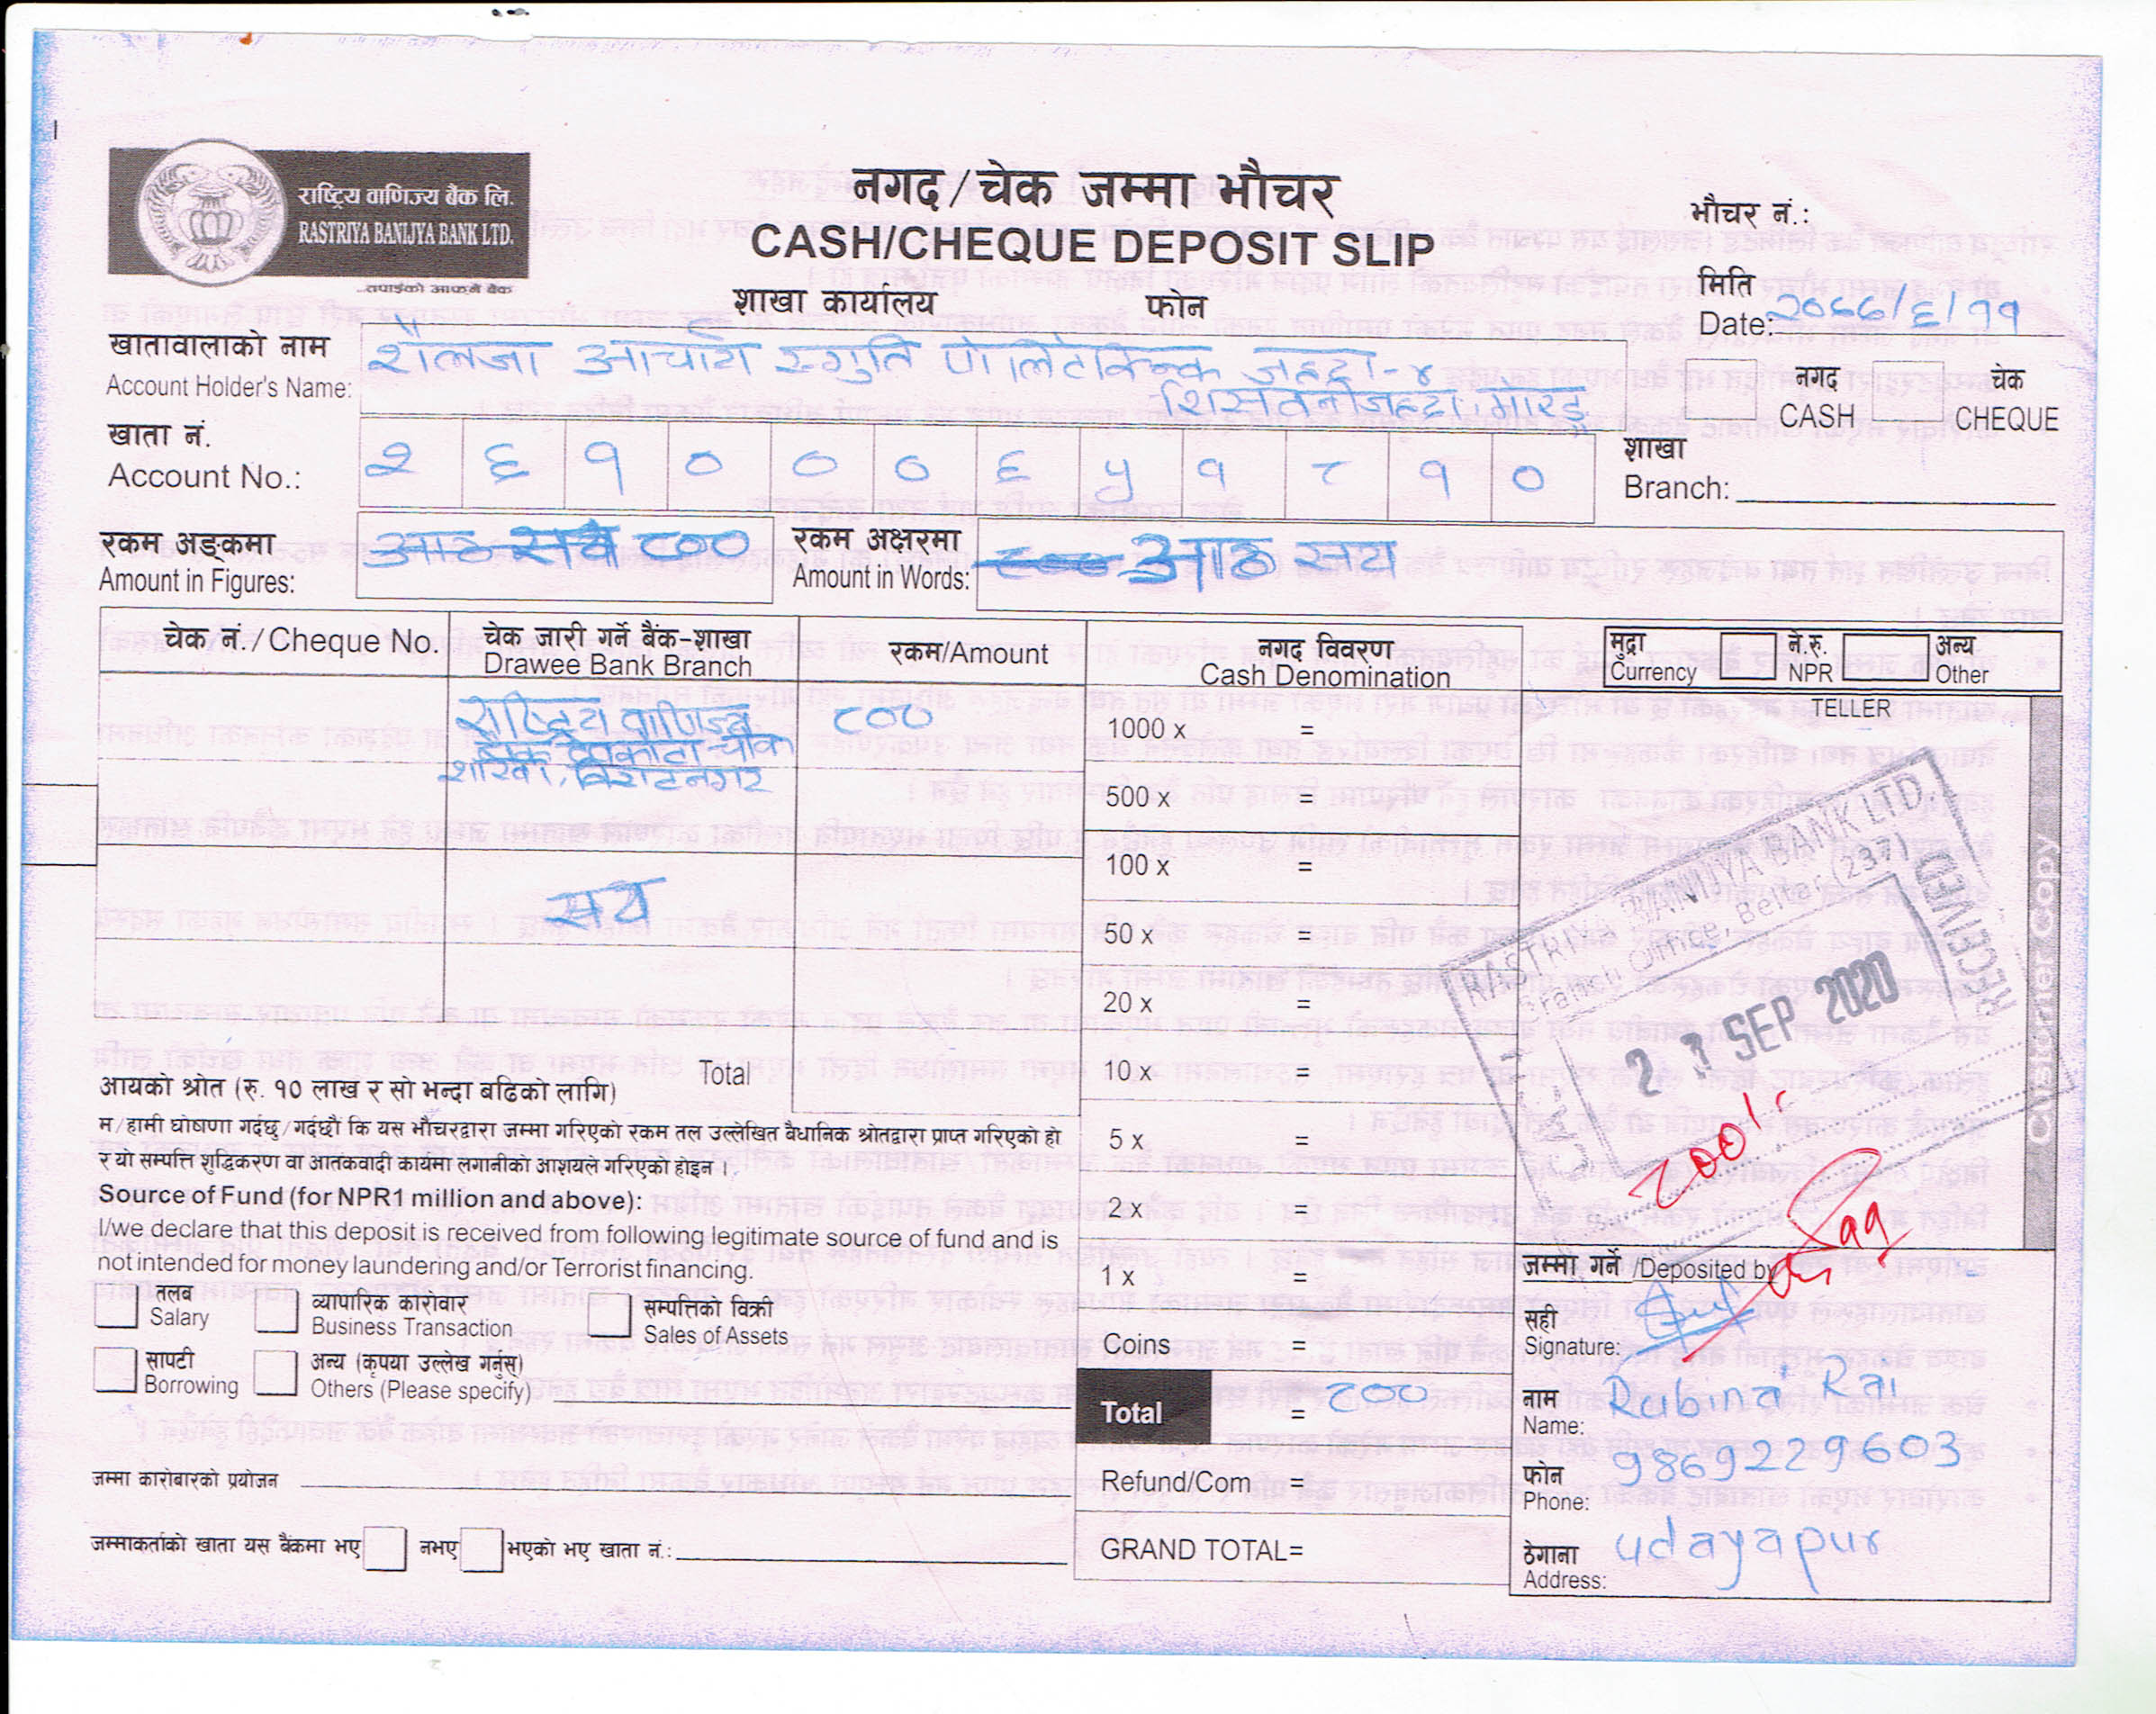 राष्ट्रिय वाणिज्य बैंक लि.
RASTRIYA BANIJYA BANK LTD.
...तपाईंको आफ्नै बैंक
नगद/चेक जम्मा भौचर
CASH/CHEQUE DEPOSIT SLIP
शाखा कार्यालय फोन
भौचर नं.:
मिति
Date: २०७७/६/११
खातावालाको नाम
Account Holder's Name:
शैलजा आचार्य स्मृति पोलिटेक्निक जहदा-४
शिसवनीजहदा, मोरङ
नगद
CASH
चेक
CHEQUE
खाता नं.
Account No.: २ ६ १ ० ० ० ६ ५ १ ८ १ ०
शाखा
Branch:
रकम अङ्कमा
Amount in Figures: आठ सय ८००
रकम अक्षरमा
Amount in Words: ८०० आठ सय
चेक नं. / Cheque No.
चेक जारी गर्ने बैंक-शाखा
Drawee Bank Branch
रकम/Amount
नगद विवरण
Cash Denomination
मुद्रा
Currency
ने.रु.
NPR
अन्य
Other
TELLER
राष्ट्रिय वाणिज्य
बैंक देवकोटा चोक
शाखा, विराटनगर
८००
सय
1000 x =
500 x =
100 x =
50 x =
20 x =
10 x =
5 x =
2 x =
1 x =
Coins =
Total = ८००
Refund/Com =
GRAND TOTAL=
RASTRIYA BANIJYA BANK LTD.
Branch Office, Beltar (237)
RECEIVED
SEP 2020
Customer Copy
Total
आयको श्रोत (रु. १० लाख र सो भन्दा बढिको लागि)
म/हामी घोषणा गर्दछु/गर्दछौं कि यस भौचरद्वारा जम्मा गरिएको रकम तल उल्लेखित वैधानिक श्रोतद्वारा प्राप्त गरिएको हो
र यो सम्पत्ति शुद्धिकरण वा आतंकवादी कार्यमा लगानीको आशयले गरिएको होइन ।
Source of Fund (for NPR1 million and above):
I/we declare that this deposit is received from following legitimate source of fund and is
not intended for money laundering and/or Terrorist financing.
तलब
Salary
व्यापारिक कारोवार
Business Transaction
सम्पत्तिको विक्री
Sales of Assets
सापटी
Borrowing
अन्य (कृपया उल्लेख गर्नुस्)
Others (Please specify)
जम्मा कारोबारको प्रयोजन
जम्माकर्ताको खाता यस बैंकमा भए नभए भएको भए खाता नं.:
जम्मा गर्ने /Deposited by
सही
Signature:
नाम
Name: Rabina Rai
फोन
Phone: 9869229603
ठेगाना
Address: Udayapur